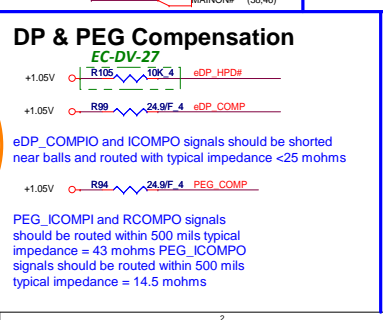 MAINON# (38,48)
DP & PEG Compensation
EC-DV-27
+1.05V R105 10K_4 eDP_HPD#
+1.05V R99 24.9/F_4 eDP_COMP
eDP_COMPIO and ICOMPO signals should be shorted
near balls and routed with typical impedance <25 mohms
+1.05V R94 24.9/F_4 PEG_COMP
PEG_ICOMPI and RCOMPO signals
should be routed within 500 mils typical
impedance = 43 mohms PEG_ICOMPO
signals should be routed within 500 mils
typical impedance = 14.5 mohms
2